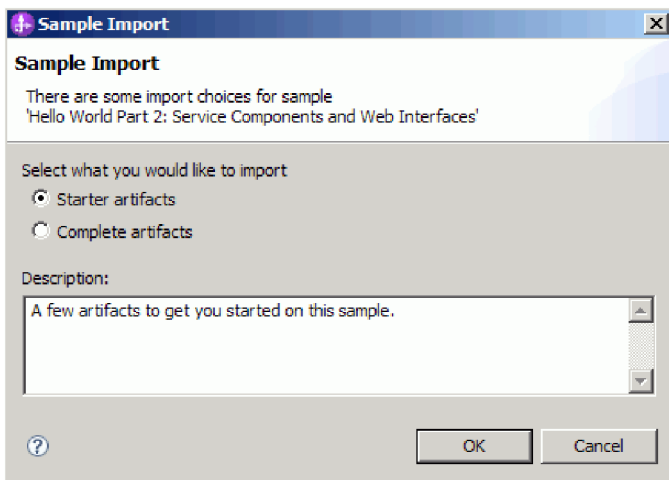 Sample Import
Sample Import
There are some import choices for sample
'Hello World Part 2: Service Components and Web Interfaces'
Select what you would like to import
Starter artifacts
Complete artifacts
Description:
A few artifacts to get you started on this sample.
?
OK
Cancel